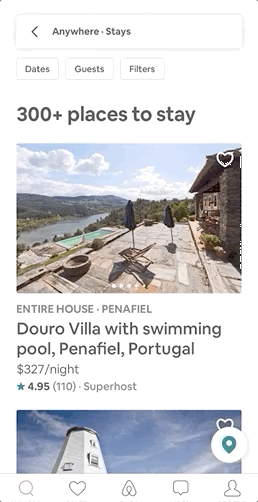 Anywhere · Stays
Dates
Guests
Filters
300+ places to stay
ENTIRE HOUSE · PENAFIEL
Douro Villa with swimming
pool, Penafiel, Portugal
$327/night
★ 4.95 (110) · Superhost